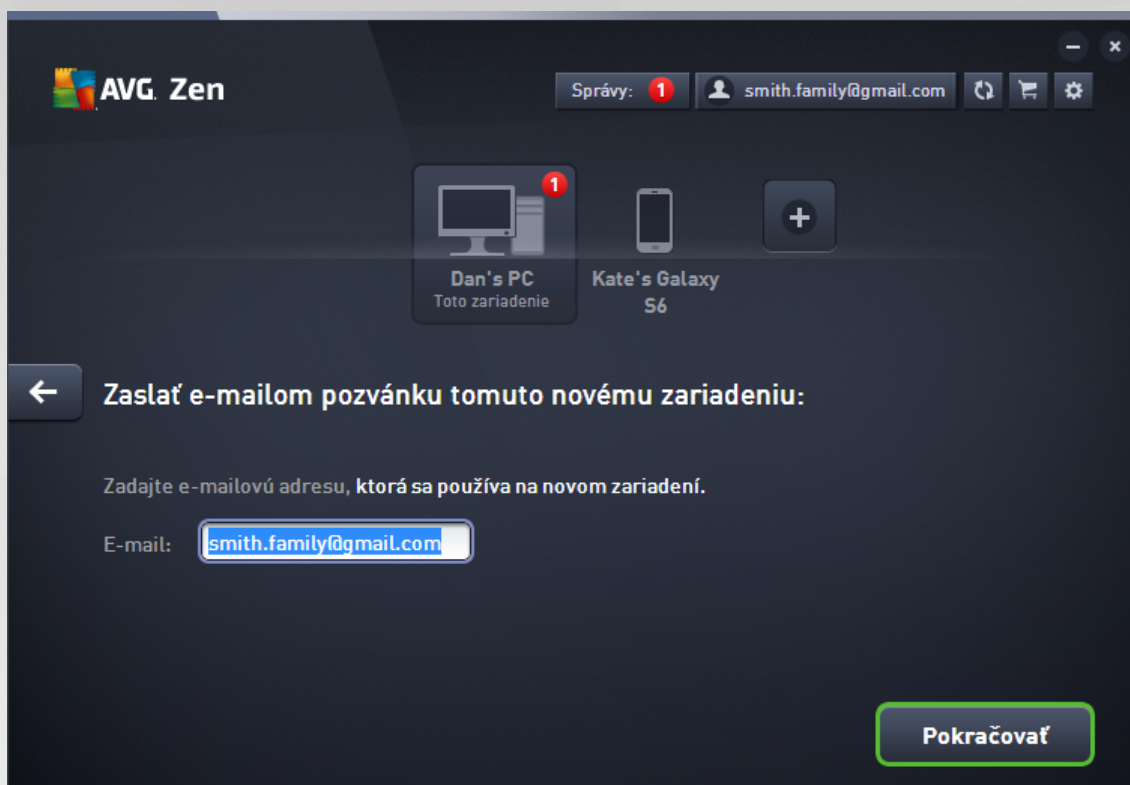 AVG. Zen
Správy: 1
smith.family@gmail.com
1
Dan's PC
Toto zariadenie
Kate's Galaxy
S6
Zaslať e-mailom pozvánku tomuto novému zariadeniu:
Zadajte e-mailovú adresu, ktorá sa používa na novom zariadení.
E-mail: smith.family@gmail.com
Pokračovať